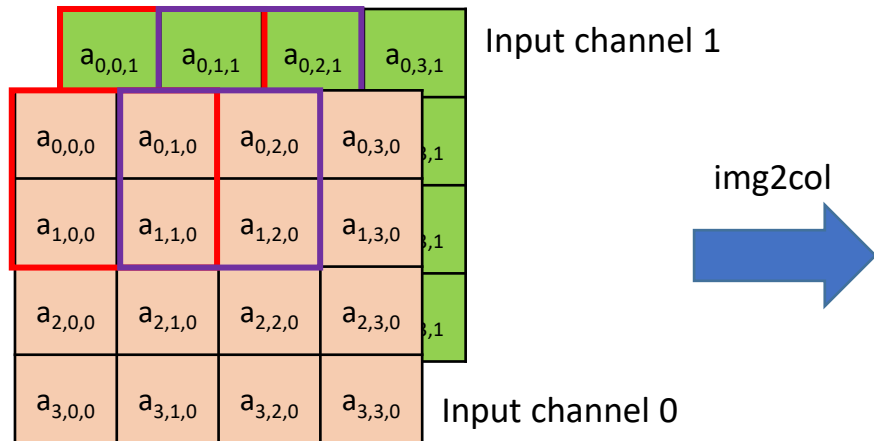 a0,0,1 a0,1,1 a0,2,1 a0,3,1
Input channel 1
a0,0,0 a0,1,0 a0,2,0 a0,3,0
a1,0,0 a1,1,0 a1,2,0 a1,3,0
a2,0,0 a2,1,0 a2,2,0 a2,3,0
a3,0,0 a3,1,0 a3,2,0 a3,3,0
img2col
Input channel 0